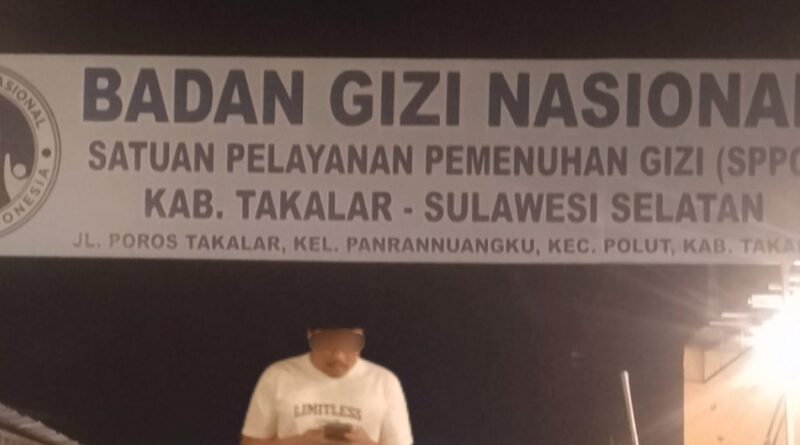 BADAN GIZI NASIONAL
SATUAN PELAYANAN PEMENUHAN GIZI (SPPG
KAB. TAKALAR - SULAWESI SELATAN
JL. POROS TAKALAR, KEL. PANRANNUANGKU, KEC. POLUT, KAB. TAKA
LIMITLESS